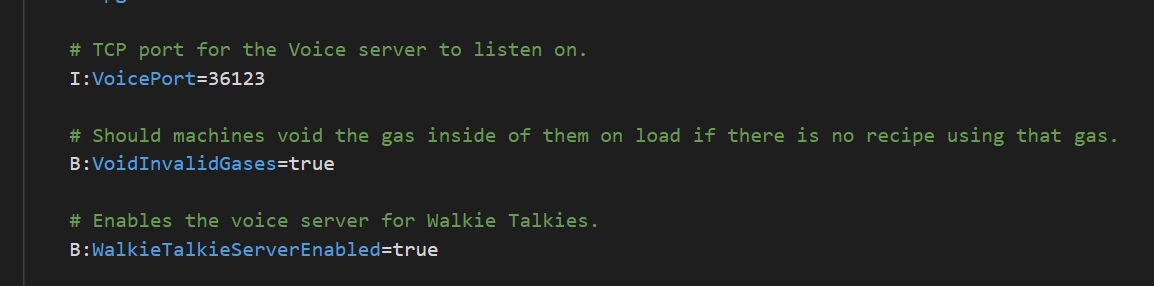 # TCP port for the Voice server to listen on.
I:VoicePort=36123
# Should machines void the gas inside of them on load if there is no recipe using that gas.
B:VoidInvalidGases=true
# Enables the voice server for Walkie Talkies.
B:WalkieTalkieServerEnabled=true